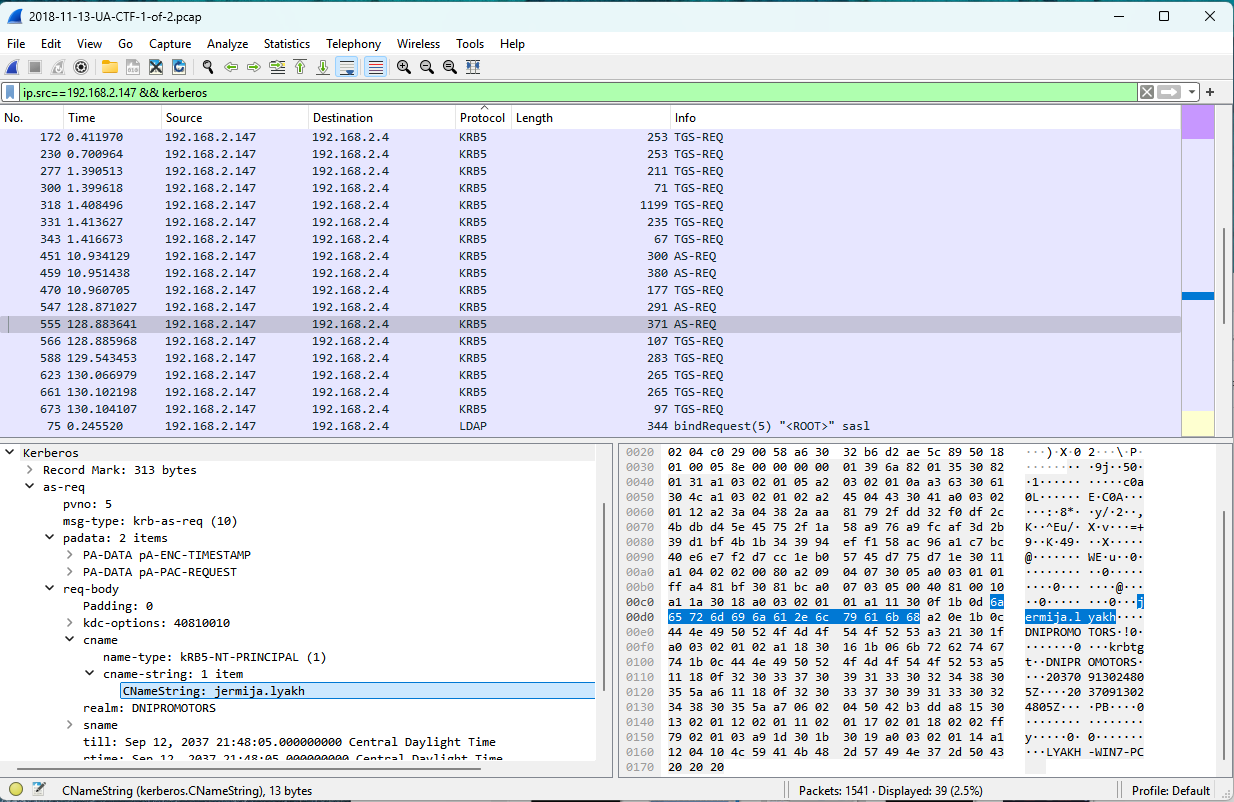 2018-11-13-UA-CTF-1-of-2.pcap
File Edit View Go Capture Analyze Statistics Telephony Wireless Tools Help
ip.src==192.168.2.147 && kerberos
No. Time Source Destination Protocol Length Info
172 0.411970 192.168.2.147 192.168.2.4 KRB5 253 TGS-REQ
230 0.700964 192.168.2.147 192.168.2.4 KRB5 253 TGS-REQ
277 1.390513 192.168.2.147 192.168.2.4 KRB5 211 TGS-REQ
300 1.399618 192.168.2.147 192.168.2.4 KRB5 71 TGS-REQ
318 1.408496 192.168.2.147 192.168.2.4 KRB5 1199 TGS-REQ
331 1.413627 192.168.2.147 192.168.2.4 KRB5 235 TGS-REQ
343 1.416673 192.168.2.147 192.168.2.4 KRB5 67 TGS-REQ
451 10.934129 192.168.2.147 192.168.2.4 KRB5 300 AS-REQ
459 10.951438 192.168.2.147 192.168.2.4 KRB5 380 AS-REQ
470 10.960705 192.168.2.147 192.168.2.4 KRB5 177 TGS-REQ
547 128.871027 192.168.2.147 192.168.2.4 KRB5 291 AS-REQ
555 128.883641 192.168.2.147 192.168.2.4 KRB5 371 AS-REQ
566 128.885968 192.168.2.147 192.168.2.4 KRB5 107 TGS-REQ
588 129.543453 192.168.2.147 192.168.2.4 KRB5 283 TGS-REQ
623 130.066979 192.168.2.147 192.168.2.4 KRB5 265 TGS-REQ
661 130.102198 192.168.2.147 192.168.2.4 KRB5 265 TGS-REQ
673 130.104107 192.168.2.147 192.168.2.4 KRB5 97 TGS-REQ
75 0.245520 192.168.2.147 192.168.2.4 LDAP 344 bindRequest(5) "<ROOT>" sasl
Kerberos
Record Mark: 313 bytes
as-req
pvno: 5
msg-type: krb-as-req (10)
padata: 2 items
PA-DATA pA-ENC-TIMESTAMP
PA-DATA pA-PAC-REQUEST
req-body
Padding: 0
kdc-options: 40810010
cname
name-type: kRB5-NT-PRINCIPAL (1)
cname-string: 1 item
CNameString: jermija.lyakh
realm: DNIPROMOTORS
sname
till: Sep 12, 2037 21:48:05.000000000 Central Daylight Time
rtime: Sep 12, 2037 21:48:05.000000000 Central Daylight Time
0020 02 04 c0 29 00 58 a6 30 32 b6 d2 ae 5c 89 50 18 ···)·X·0 2···\·P·
0030 01 00 05 8e 00 00 00 00 01 39 6a 82 01 35 30 82 ········ ·9j··50·
0040 01 31 a1 03 02 01 05 a2 03 02 01 0a a3 63 30 61 ·1······ ·····c0a
0050 30 4c a1 03 02 01 02 a2 45 04 43 30 41 a0 03 02 0L······ E·C0A···
0060 01 12 a2 3a 04 38 2a aa 81 79 2f dd 32 f0 df 2c ···:·8*· ·y/·2··,
0070 4b db d4 5e 45 75 2f 1a 58 a9 76 a9 fc af 3d 2b K··^Eu/· X·v···=+
0080 39 d1 bf 4b 1b 34 39 94 ef f1 58 ac 96 a1 c7 bc 9··K·49· ··X·····
0090 40 e6 e7 f2 d7 cc 1e b0 57 45 d7 75 d7 1e 30 11 @······· WE·u··0·
00a0 a1 04 02 02 00 80 a2 09 04 07 30 05 a0 03 01 01 ········ ··0·····
00b0 ff a4 81 bf 30 81 bc a0 07 03 05 00 40 81 00 10 ····0··· ····@···
00c0 a1 1a 30 18 a0 03 02 01 01 a1 11 30 0f 1b 0d 6a ··0····· ···0···j
00d0 65 72 6d 69 6a 61 2e 6c 79 61 6b 68 a2 0e 1b 0c ermija.l yakh····
00e0 44 4e 49 50 52 4f 4d 4f 54 4f 52 53 a3 21 30 1f DNIPROMO TORS·!0·
00f0 a0 03 02 01 02 a1 18 30 16 1b 06 6b 72 62 74 67 ·······0 ···krbtg
0100 74 1b 0c 44 4e 49 50 52 4f 4d 4f 54 4f 52 53 a5 t··DNIPR OMOTORS·
0110 11 18 0f 32 30 33 37 30 39 31 33 30 32 34 38 30 ···20370 91302480
0120 35 5a a6 11 18 0f 32 30 33 37 30 39 31 33 30 32 5Z····20 37091302
0130 34 38 30 35 5a a7 06 02 04 50 42 b3 dd a8 15 30 4805Z··· ·PB····0
0140 13 02 01 12 02 01 11 02 01 17 02 01 18 02 02 ff ········ ········
0150 79 02 01 03 a9 1d 30 1b 30 19 a0 03 02 01 14 a1 y·····0· 0·······
0160 12 04 10 4c 59 41 4b 48 2d 57 49 4e 37 2d 50 43 ···LYAKH -WIN7-PC
0170 20 20 20
CNameString (kerberos.CNameString), 13 bytes
Packets: 1541 · Displayed: 39 (2.5%)
Profile: Default